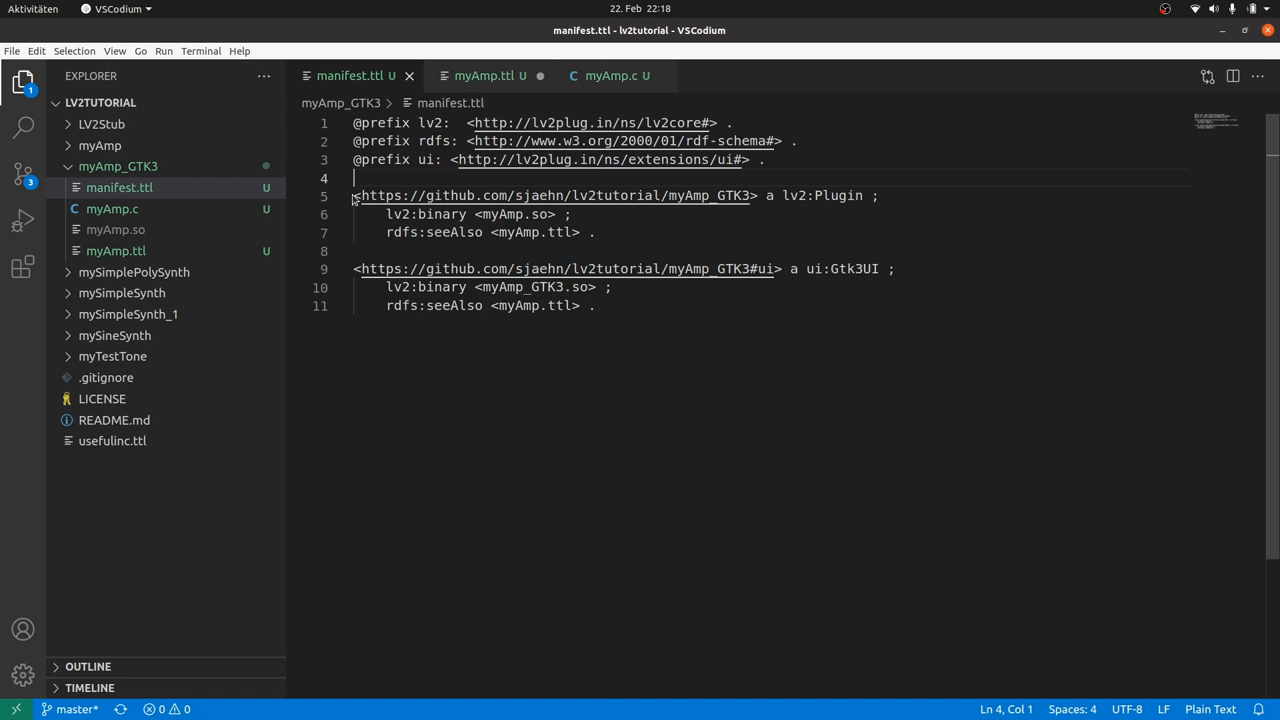 Aktivitäten
VSCodium
22. Feb 22:18
manifest.ttl - lv2tutorial - VSCodium
File Edit Selection View Go Run Terminal Help
EXPLORER
manifest.ttl U
myAmp.ttl U
myAmp.c U
LV2TUTORIAL
myAmp_GTK3 > manifest.ttl
LV2Stub
myAmp
myAmp_GTK3
manifest.ttl U
myAmp.c U
myAmp.so
myAmp.ttl U
mySimplePolySynth
mySimpleSynth
mySimpleSynth_1
mySineSynth
myTestTone
.gitignore
LICENSE
README.md
usefulinc.ttl
OUTLINE
TIMELINE
1
3
1 @prefix lv2:  <http://lv2plug.in/ns/lv2core#> .
2 @prefix rdfs: <http://www.w3.org/2000/01/rdf-schema#> .
3 @prefix ui: <http://lv2plug.in/ns/extensions/ui#> .
4
5 <https://github.com/sjaehn/lv2tutorial/myAmp_GTK3> a lv2:Plugin ;
6     lv2:binary <myAmp.so> ;
7     rdfs:seeAlso <myAmp.ttl> .
8
9 <https://github.com/sjaehn/lv2tutorial/myAmp_GTK3#ui> a ui:Gtk3UI ;
10     lv2:binary <myAmp_GTK3.so> ;
11     rdfs:seeAlso <myAmp.ttl> .
master* 0 0
Ln 4, Col 1 Spaces: 4 UTF-8 LF Plain Text